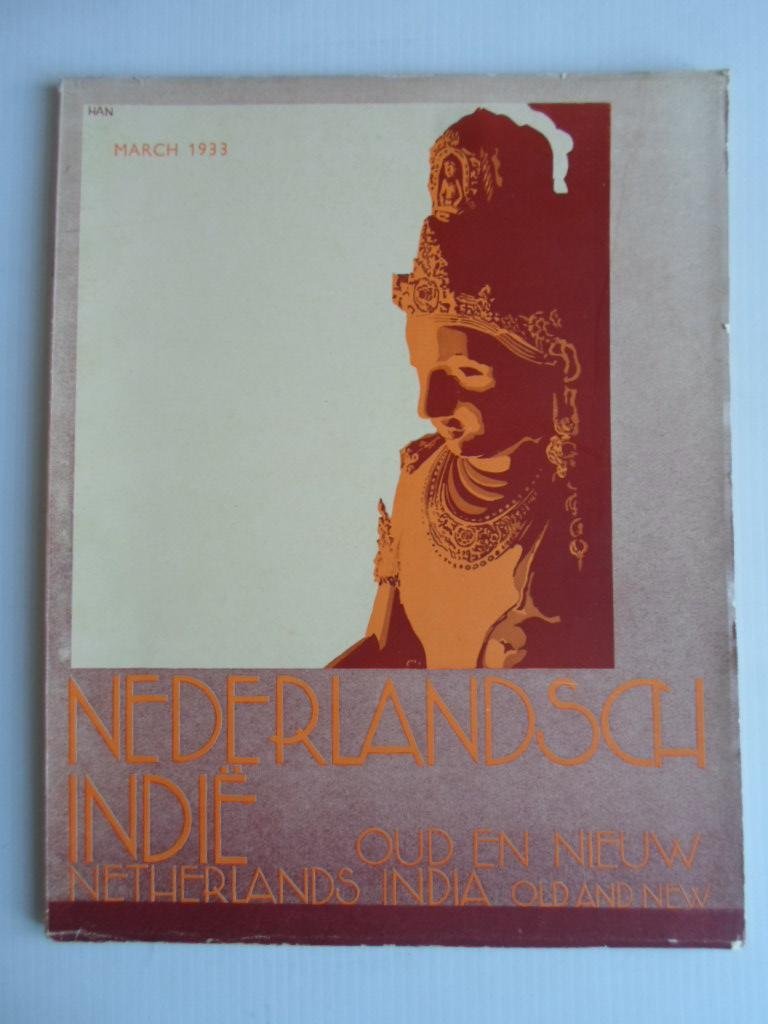 HAN
MARCH 1933
NEDERLANDSCH
INDIË
OUD EN NIEUW
NETHERLANDS INDIA OLD AND NEW